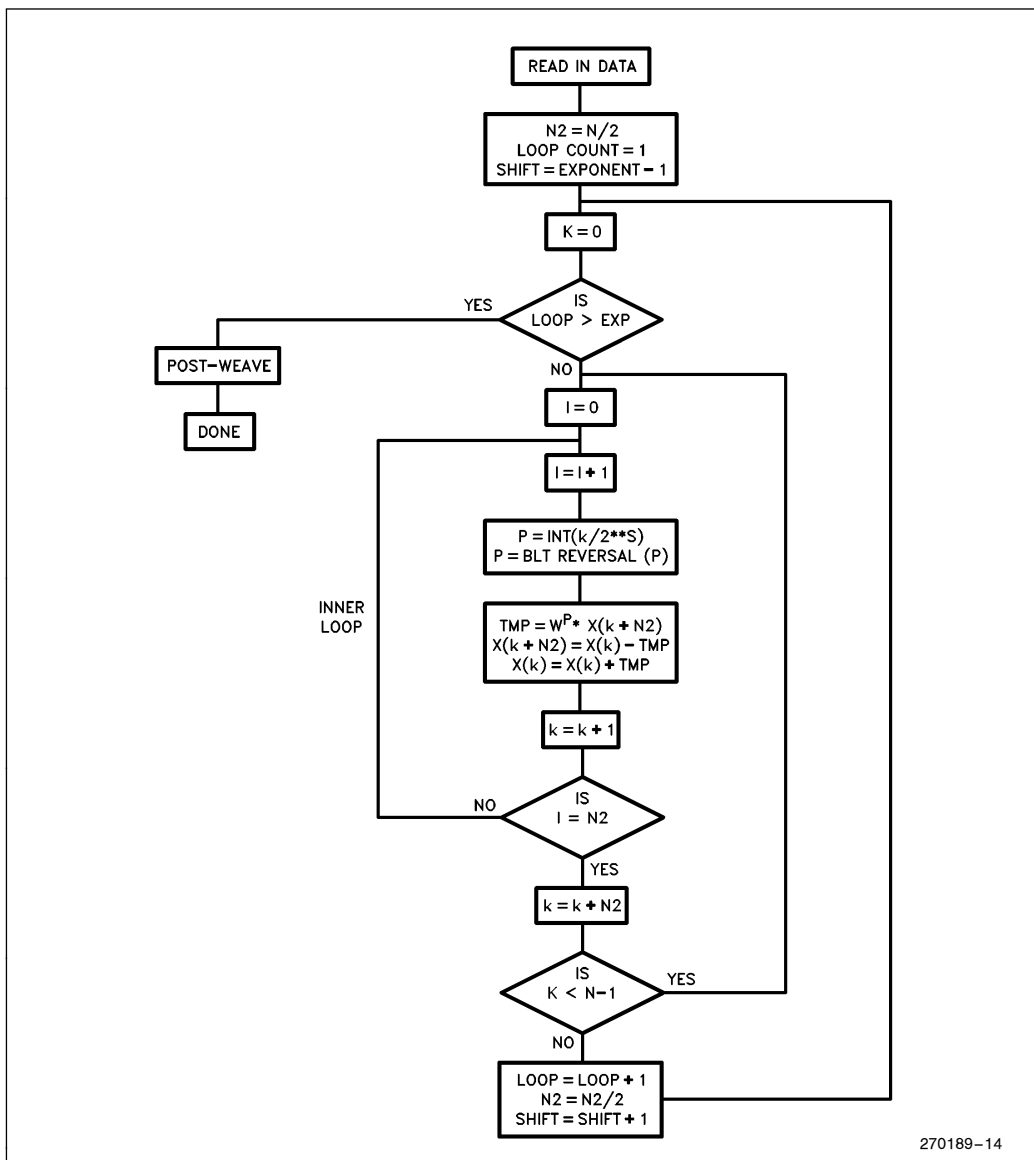 READ IN DATA
N2 = N/2
LOOP COUNT = 1
SHIFT = EXPONENT - 1
K = 0
IS
LOOP > EXP
YES
NO
POST-WEAVE
DONE
I = 0
I = I + 1
P = INT(k/2**S)
P = BLT REVERSAL (P)
INNER
LOOP
TMP = W^P* X(k + N2)
X(k + N2) = X(k) - TMP
X(k) = X(k) + TMP
k = k + 1
IS
I = N2
NO
YES
k = k + N2
IS
K < N-1
YES
NO
LOOP = LOOP + 1
N2 = N2/2
SHIFT = SHIFT + 1
270189-14